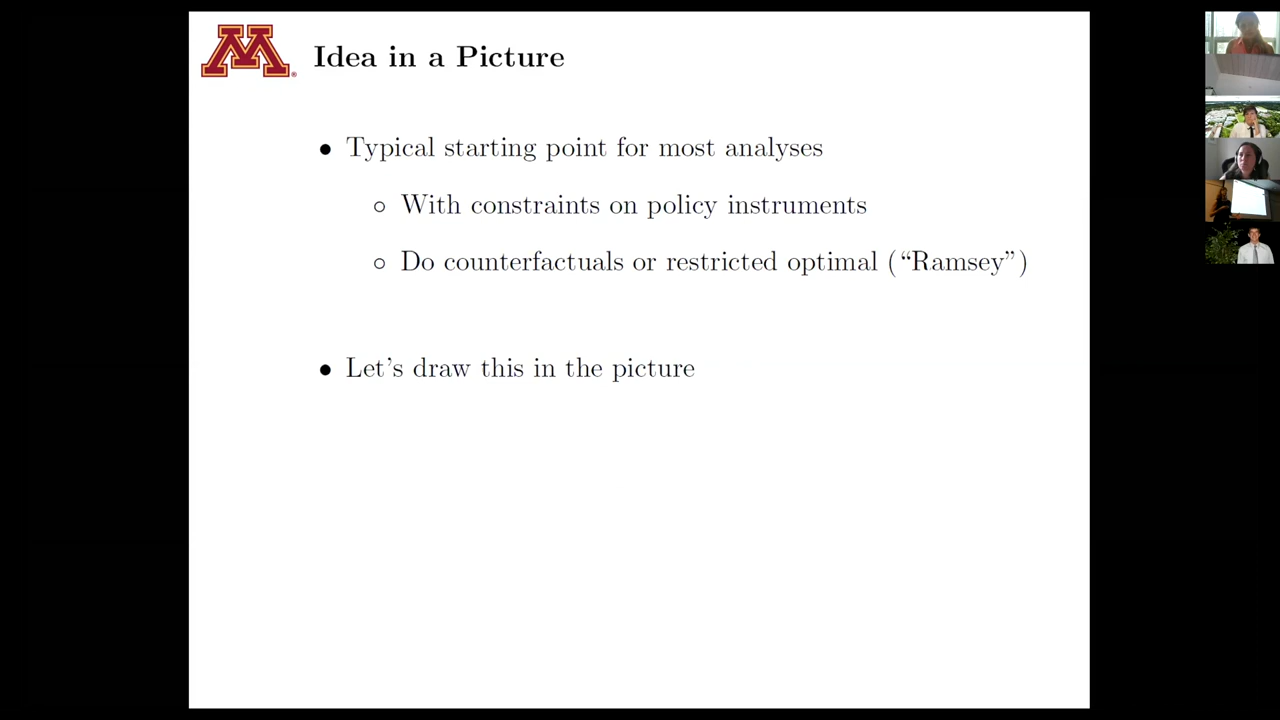 M
Idea in a Picture
• Typical starting point for most analyses
◦ With constraints on policy instruments
◦ Do counterfactuals or restricted optimal (“Ramsey”)
• Let’s draw this in the picture